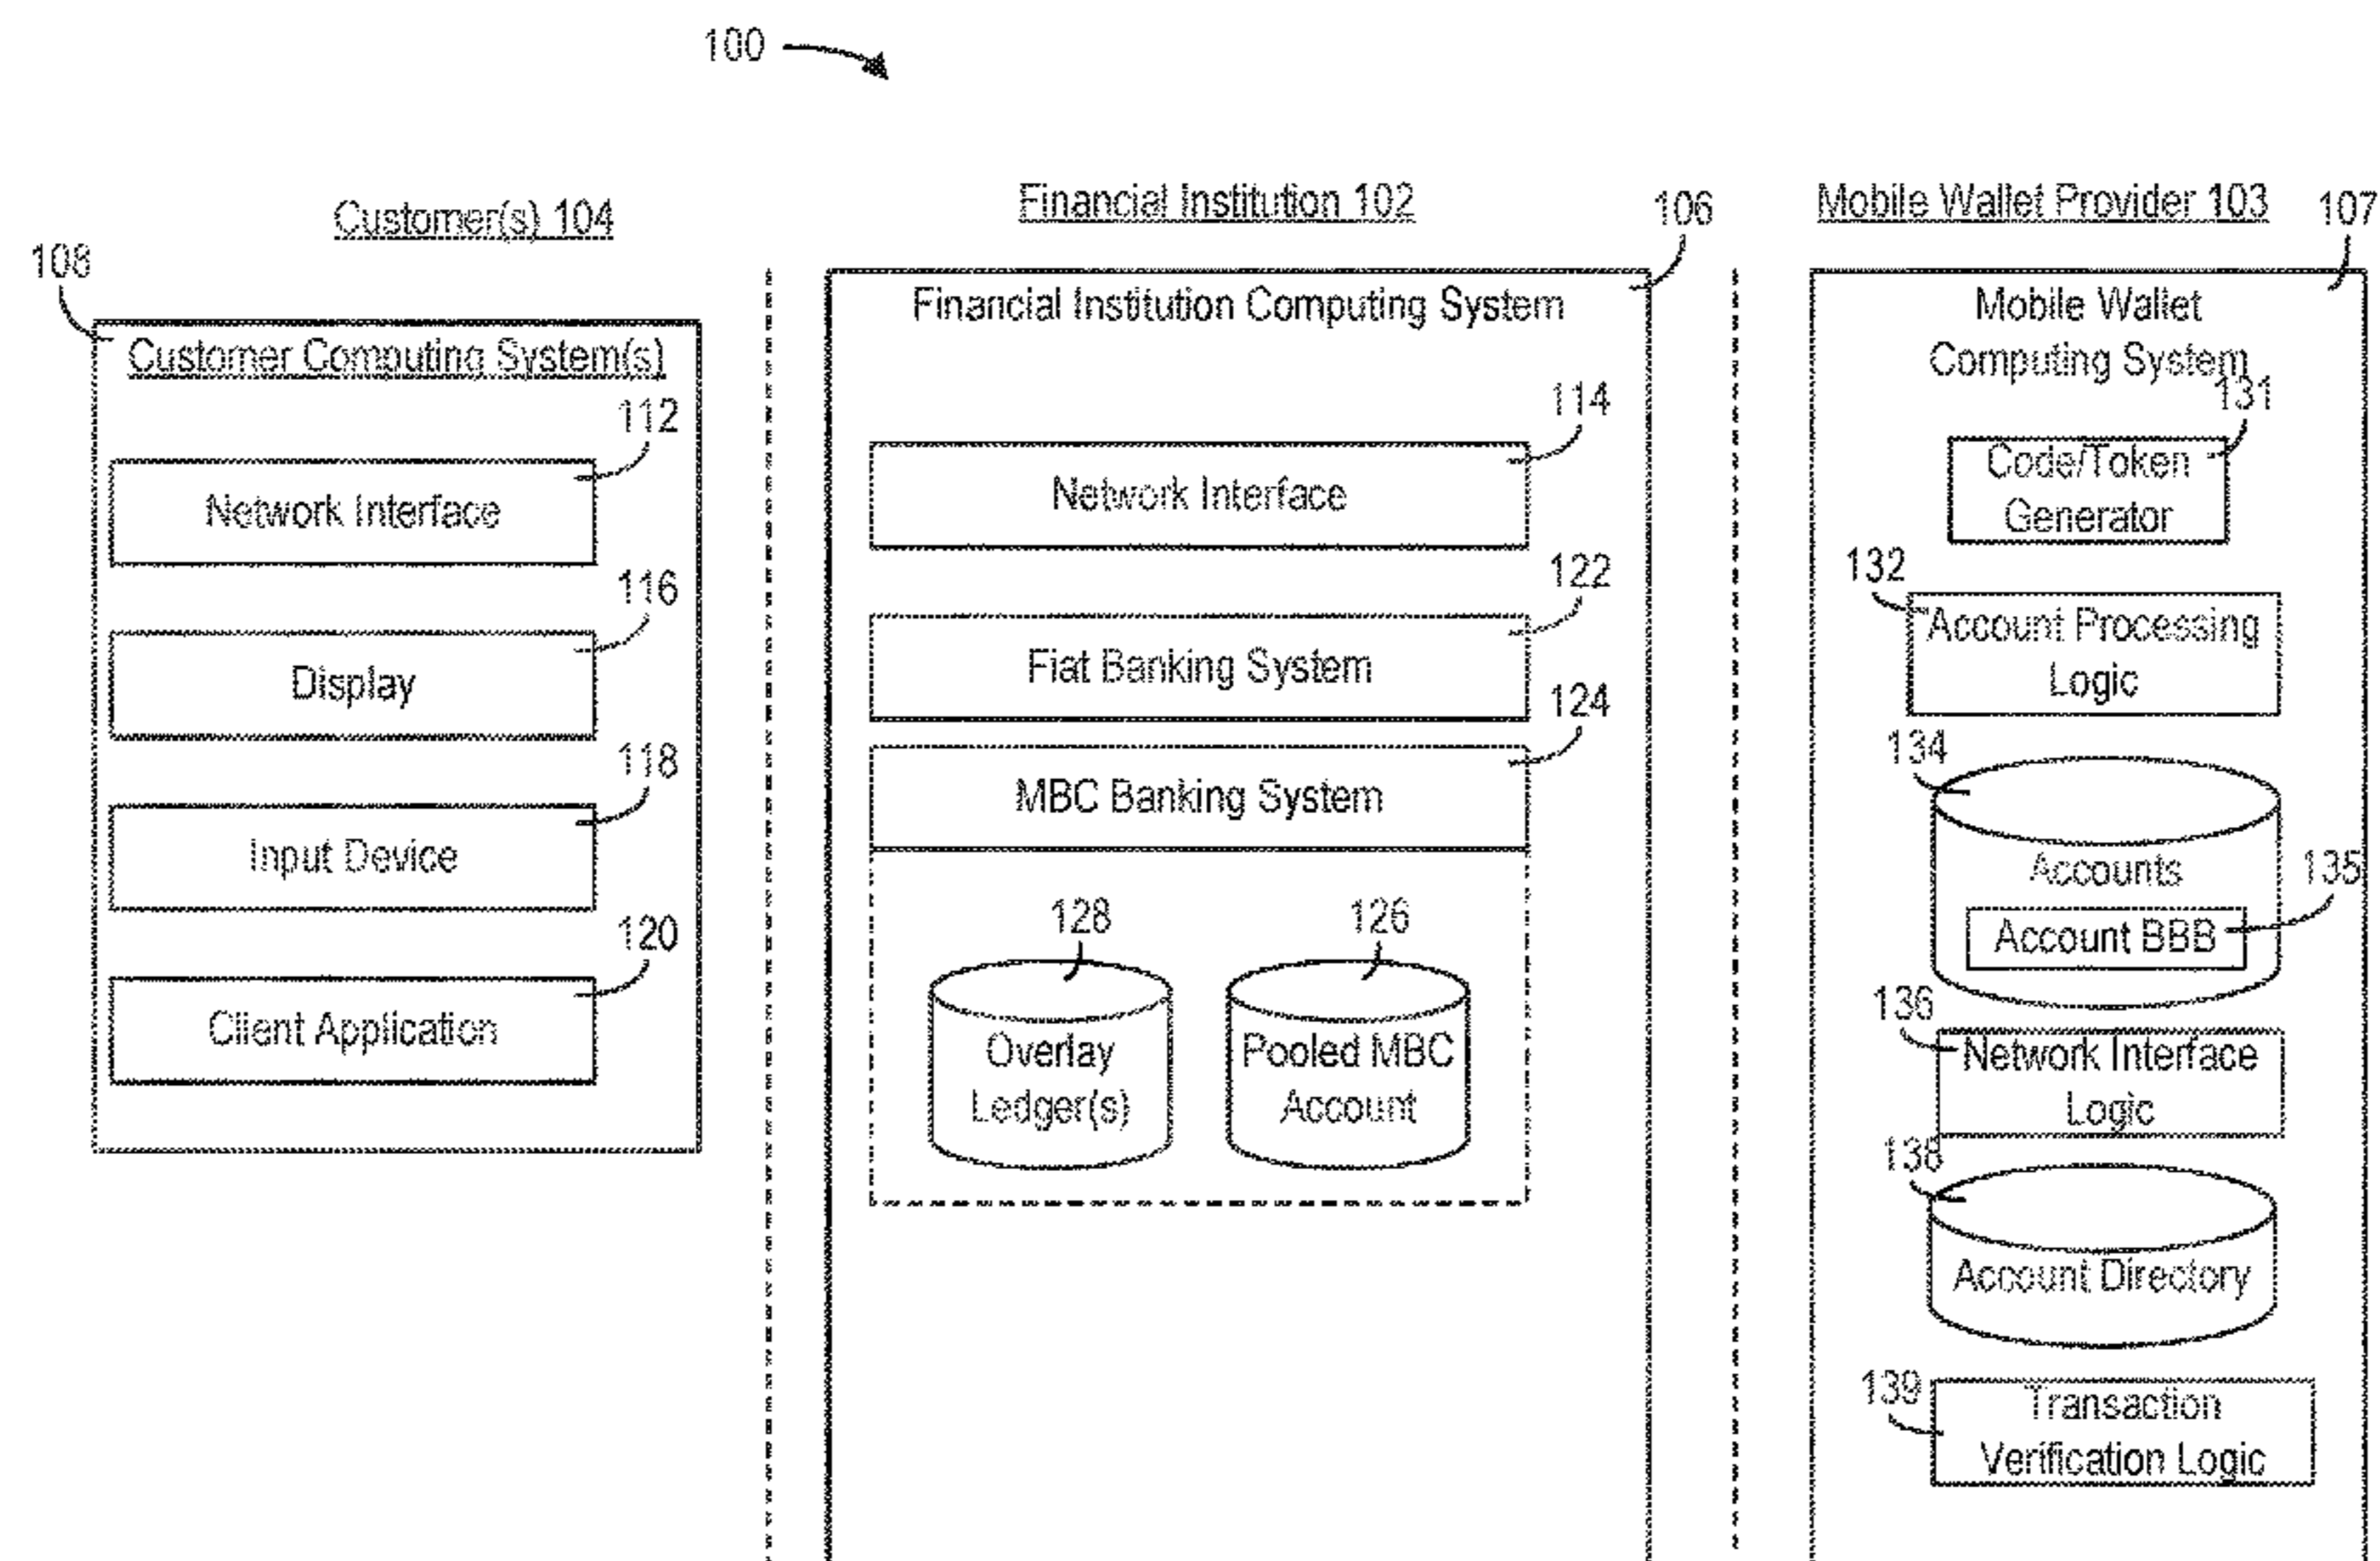 100
Customer(s) 104
108
Customer Computing System(s)
112
Network Interface
116
Display
118
Input Device
120
Client Application
Financial Institution 102
106
Financial Institution Computing System
114
Network Interface
122
Fiat Banking System
124
MBC Banking System
128
126
Overlay
Ledger(s)
Pooled MBC
Account
Mobile Wallet Provider 103
107
Mobile Wallet
Computing System
131
Code/Token
Generator
132
Account Processing
Logic
134
Accounts
135
Account BBB
136
Network Interface
Logic
138
Account Directory
139
Transaction
Verification Logic